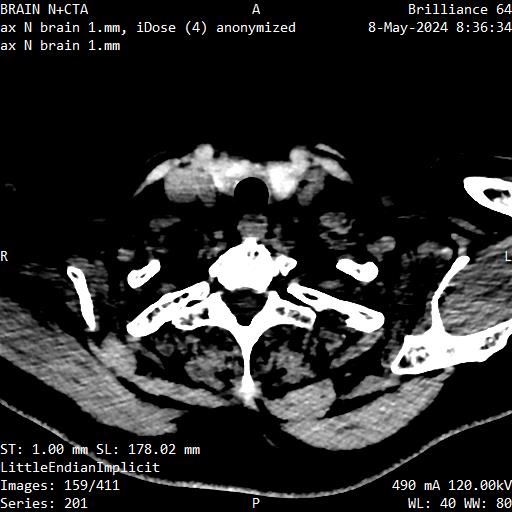 BRAIN N+CTA
A
Brilliance 64
ax N brain 1.mm, iDose (4) anonymized
8-May-2024 8:36:34
ax N brain 1.mm
R
L
ST: 1.00 mm SL: 178.02 mm
LittleEndianImplicit
Images: 159/411
490 mA 120.00kV
Series: 201
P
WL: 40 WW: 80